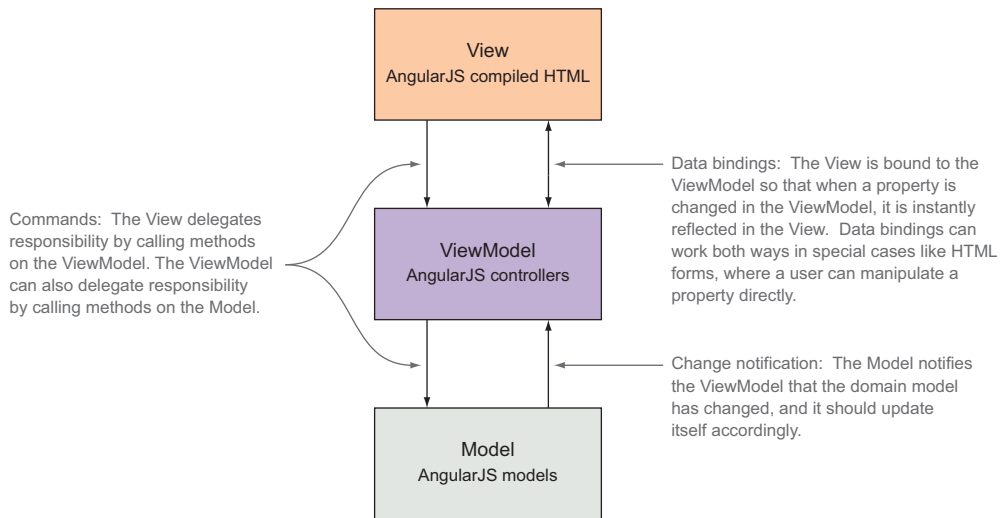 View
AngularJS compiled HTML
Data bindings:  The View is bound to the
ViewModel so that when a property is
changed in the ViewModel, it is instantly
reflected in the View.  Data bindings can
work both ways in special cases like HTML
forms, where a user can manipulate a
property directly.
Commands:  The View delegates
responsibility by calling methods
on the ViewModel. The ViewModel
can also delegate responsibility
by calling methods on the Model.
ViewModel
AngularJS controllers
Change notification:  The Model notifies
the ViewModel that the domain model
has changed, and it should update
itself accordingly.
Model
AngularJS models